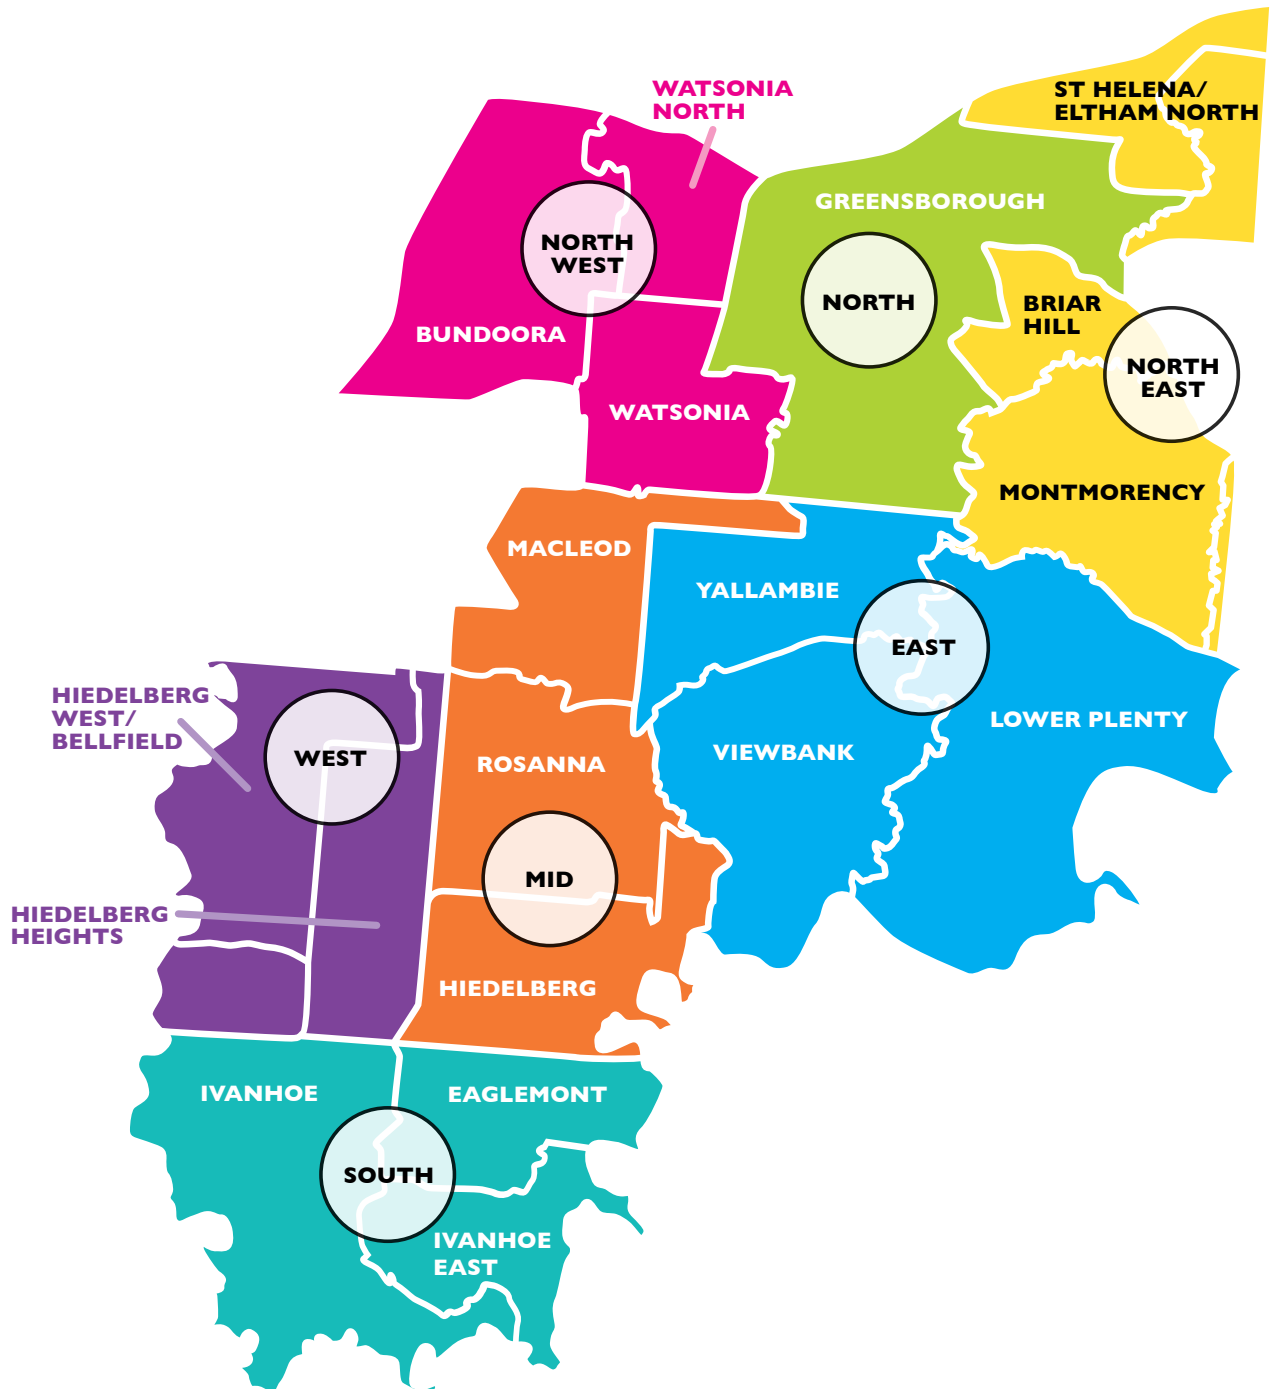 WATSONIA
NORTH
ST HELENA/
ELTHAM NORTH
GREENSBOROUGH
NORTH
WEST
NORTH
BRIAR
HILL
BUNDOORA
NORTH
EAST
WATSONIA
MONTMORENCY
MACLEOD
YALLAMBIE
EAST
HIEDELBERG
WEST/
BELLFIELD
LOWER PLENTY
WEST
ROSANNA
VIEWBANK
MID
HIEDELBERG
HEIGHTS
HIEDELBERG
IVANHOE
EAGLEMONT
SOUTH
IVANHOE
EAST